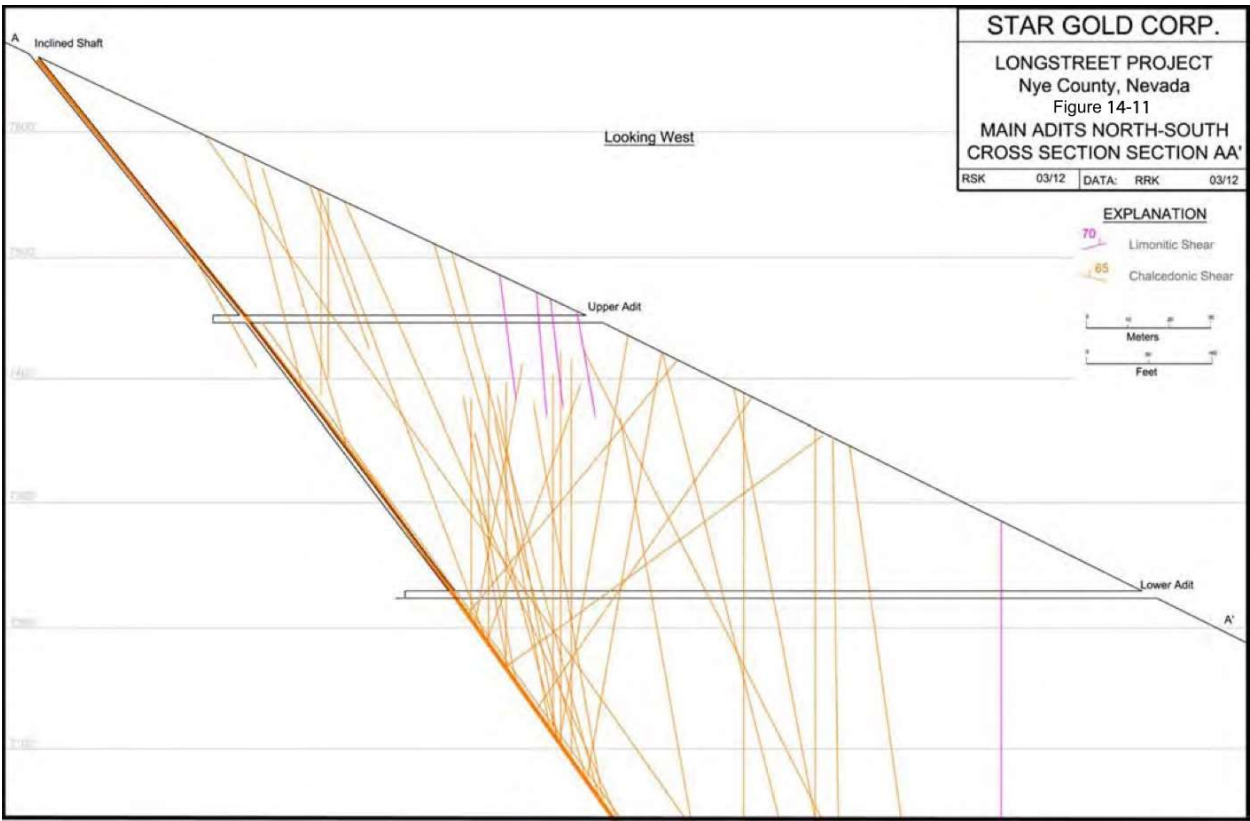 STAR GOLD CORP.
LONGSTREET PROJECT
Nye County, Nevada
Figure 14-11
MAIN ADITS NORTH-SOUTH
CROSS SECTION SECTION AA'
RSK 03/12 DATA: RRK 03/12
A
Inclined Shaft
Looking West
EXPLANATION
70
Limonitic Shear
65
Chalcedonic Shear
Meters
Feet
Upper Adit
Lower Adit
A'